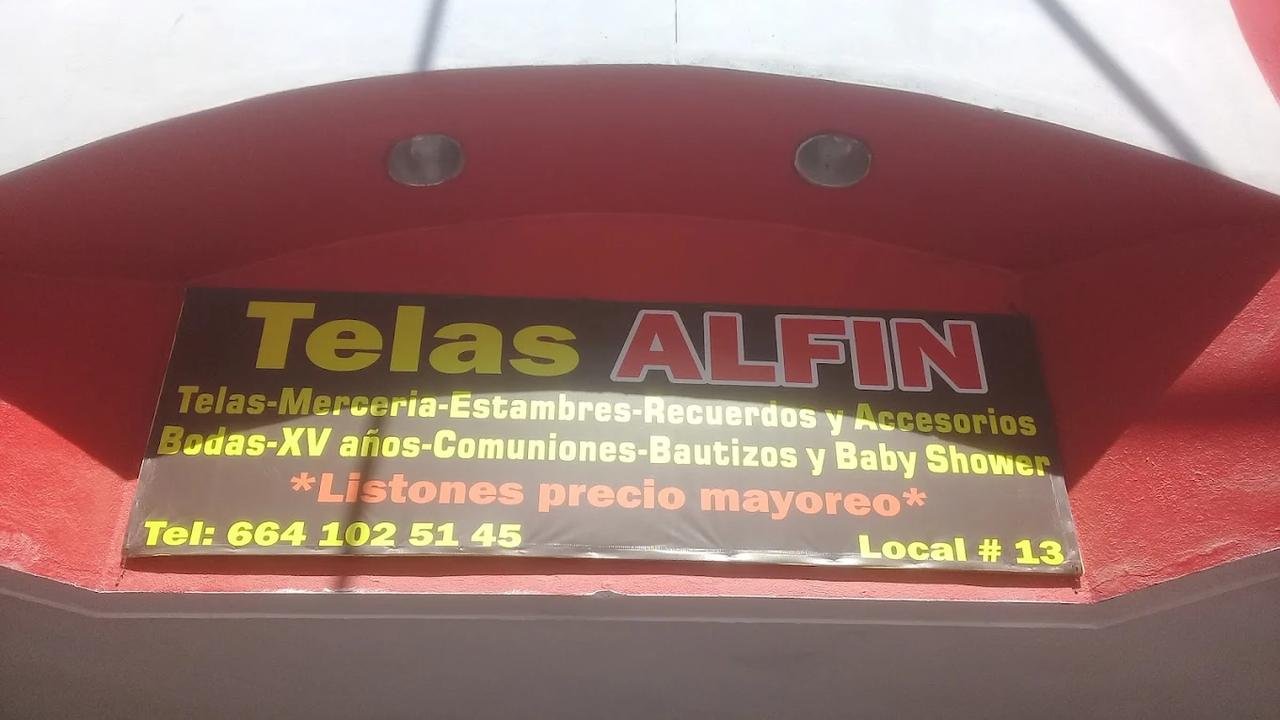 Telas ALFIN
Telas-Merceria-Estambres-Recuerdos y Accesorios
Bodas-XV años-Comuniones-Bautizos y Baby Shower
*Listones precio mayoreo*
Tel: 664 102 51 45 Local # 13